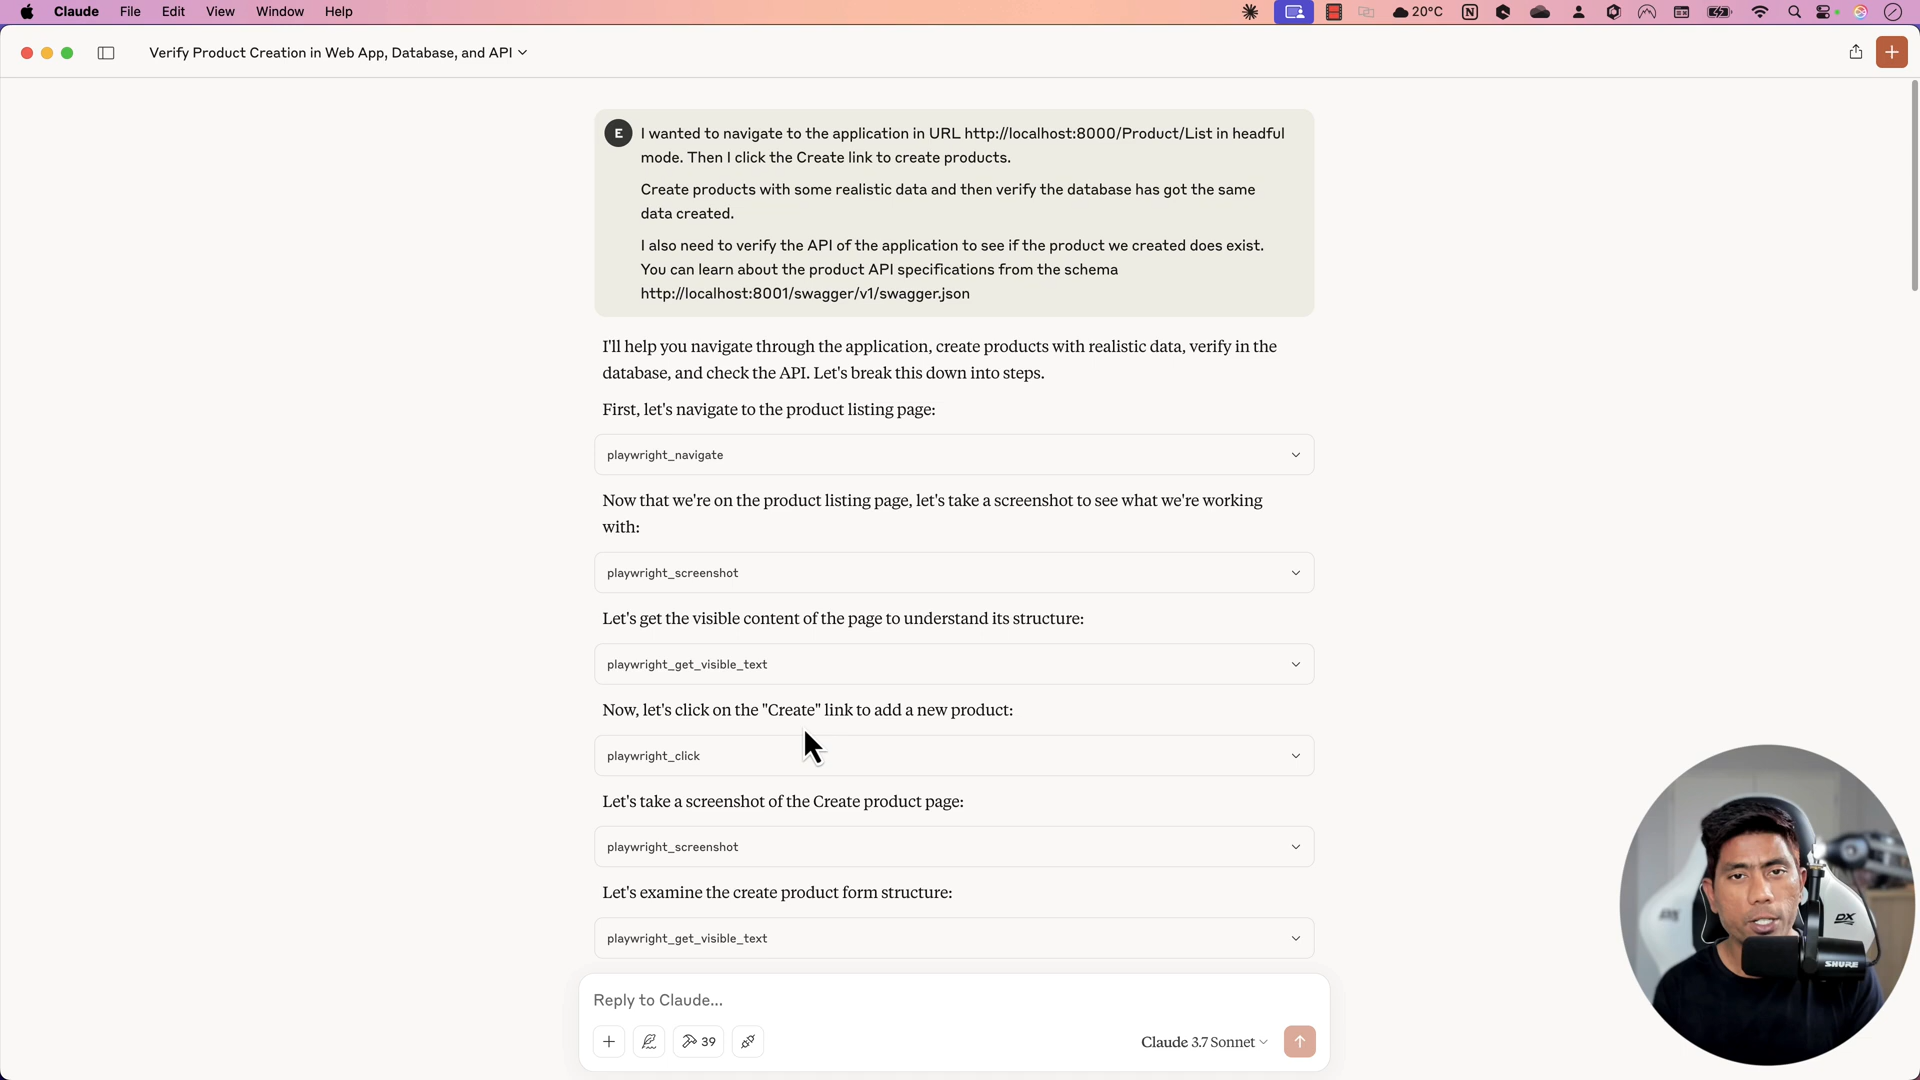 Claude File Edit View Window Help
20°C
Verify Product Creation in Web App, Database, and API
E
I wanted to navigate to the application in URL http://localhost:8000/Product/List in headful
mode. Then I click the Create link to create products.
Create products with some realistic data and then verify the database has got the same
data created.
I also need to verify the API of the application to see if the product we created does exist.
You can learn about the product API specifications from the schema
http://localhost:8001/swagger/v1/swagger.json
I'll help you navigate through the application, create products with realistic data, verify in the
database, and check the API. Let's break this down into steps.
First, let's navigate to the product listing page:
playwright_navigate
Now that we're on the product listing page, let's take a screenshot to see what we're working
with:
playwright_screenshot
Let's get the visible content of the page to understand its structure:
playwright_get_visible_text
Now, let's click on the "Create" link to add a new product:
playwright_click
Let's take a screenshot of the Create product page:
playwright_screenshot
Let's examine the create product form structure:
playwright_get_visible_text
Reply to Claude...
39
Claude 3.7 Sonnet
DX
SHURE